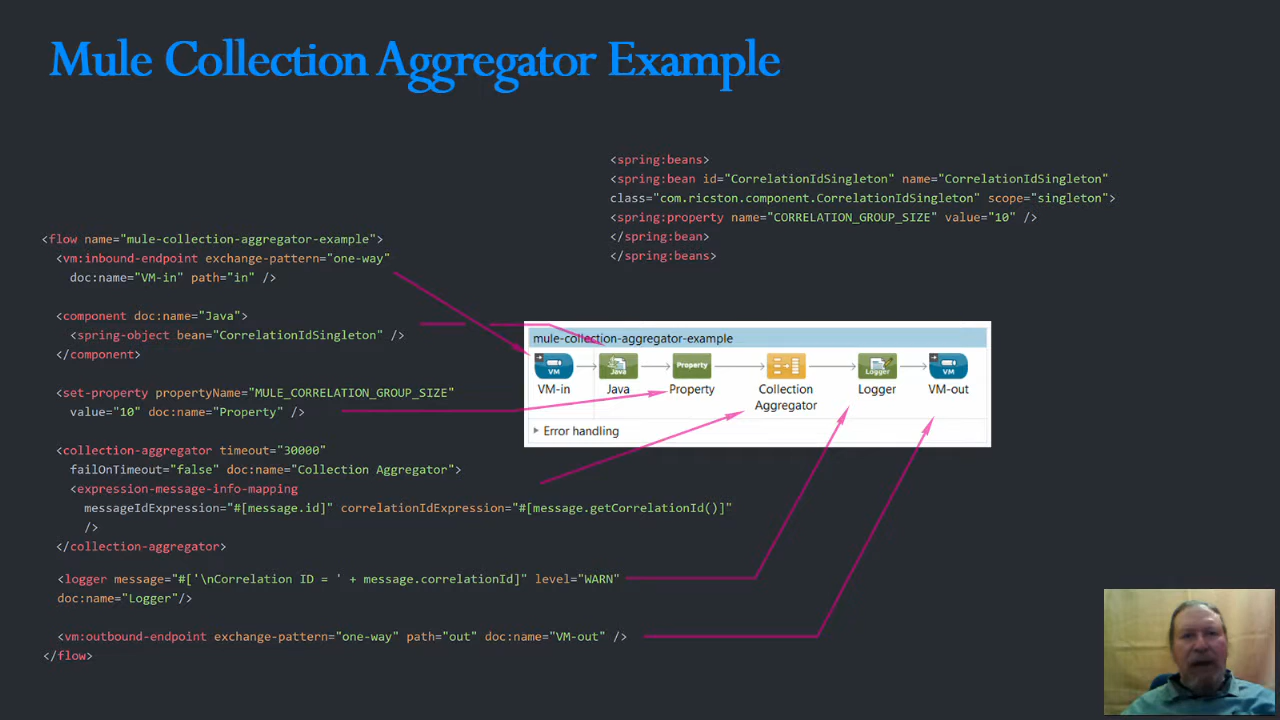 Mule Collection Aggregator Example
<spring:beans>
<spring:bean id="CorrelationIdSingleton" name="CorrelationIdSingleton"
class="com.ricston.component.CorrelationIdSingleton" scope="singleton">
<spring:property name="CORRELATION_GROUP_SIZE" value="10" />
</spring:bean>
</spring:beans>
<flow name="mule-collection-aggregator-example">
<vm:inbound-endpoint exchange-pattern="one-way"
doc:name="VM-in" path="in" />
<component doc:name="Java">
<spring-object bean="CorrelationIdSingleton" />
</component>
<set-property propertyName="MULE_CORRELATION_GROUP_SIZE"
value="10" doc:name="Property" />
<collection-aggregator timeout="30000"
failOnTimeout="false" doc:name="Collection Aggregator">
<expression-message-info-mapping
messageIdExpression="#[message.id]" correlationIdExpression="#[message.getCorrelationId()]"
/>
</collection-aggregator>
<logger message="#['\nCorrelation ID = ' + message.correlationId]" level="WARN"
doc:name="Logger"/>
<vm:outbound-endpoint exchange-pattern="one-way" path="out" doc:name="VM-out" />
</flow>
mule-collection-aggregator-example
VM
Java
Property
Logger
VM
VM-in
Java
Property
Collection
Aggregator
Logger
VM-out
Error handling